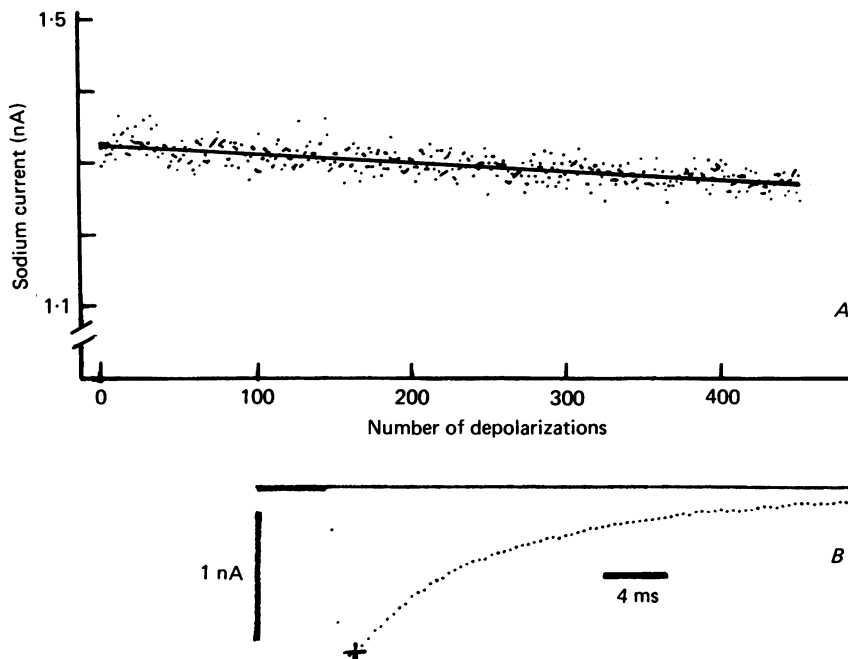 1·5
Sodium current (nA)
1·1
A
0 100 200 300 400
Number of depolarizations
1 nA
B
4 ms